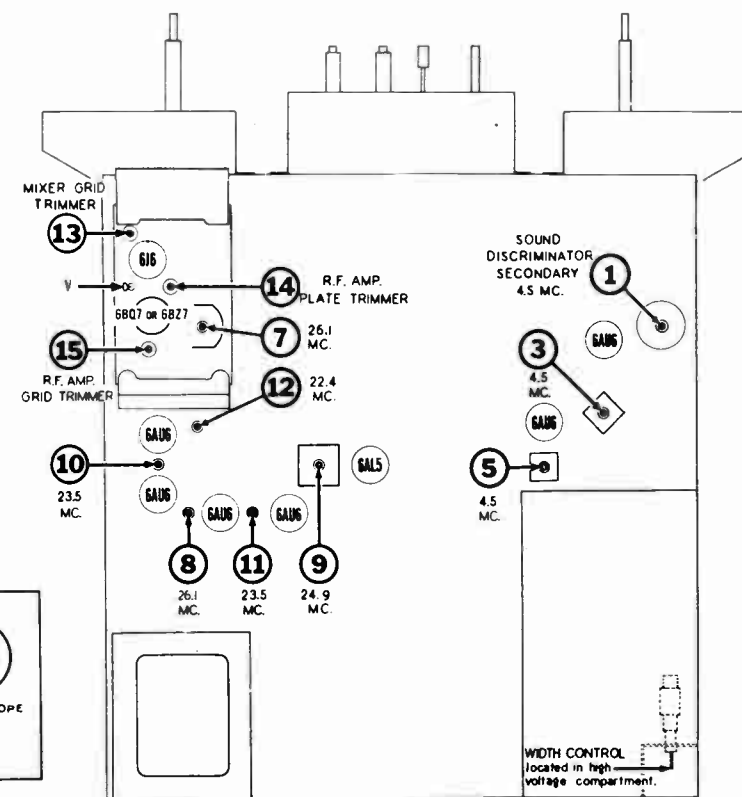 MIXER GRID
TRIMMER
13
6J6
V
14
R.F. AMP.
PLATE TRIMMER
6BQ7 OR 6BZ7
7
26.1
MC.
15
R.F. AMP.
GRID TRIMMER
12
22.4
MC.
6AU6
10
23.5
MC.
6AU6
6AU6
6AU6
8
26.1
MC.
11
23.5
MC.
9
24.9
MC.
6AL5
SOUND
DISCRIMINATOR
SECONDARY
4.5 MC.
1
6AU6
3
4.5
MC.
6AU6
5
4.5
MC.
OPE
WIDTH CONTROL
located in high
voltage compartment.